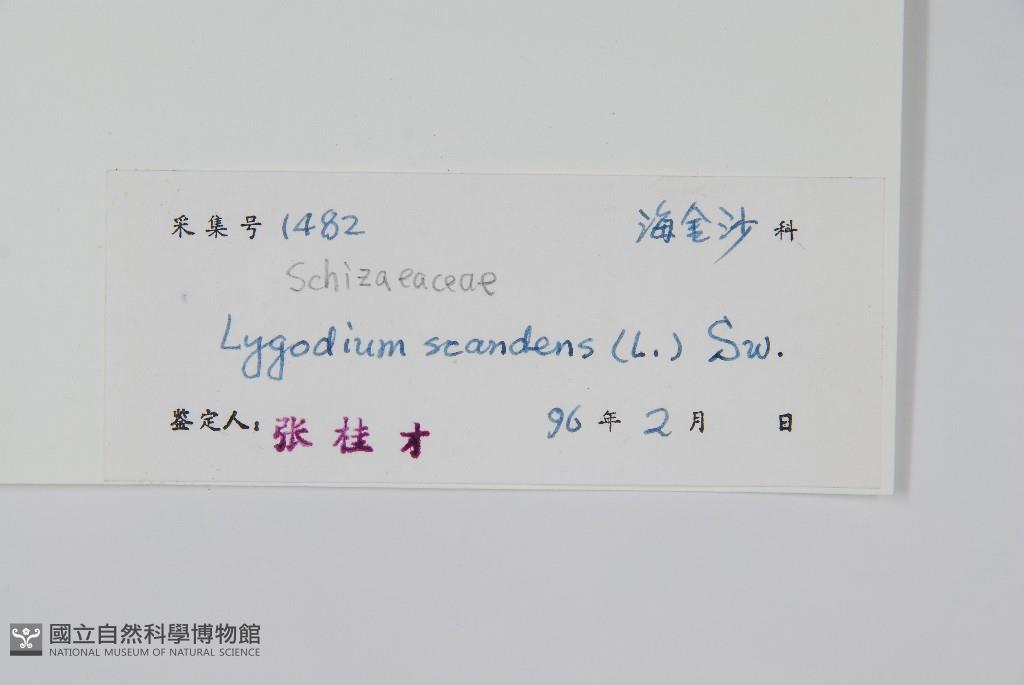 采集号 1482 海金沙 科
Schizaeaceae
Lygodium scandens (L.) Sw.
鉴定人: 张桂才 96 年 2 月 日
國立自然科學博物館
NATIONAL MUSEUM OF NATURAL SCIENCE